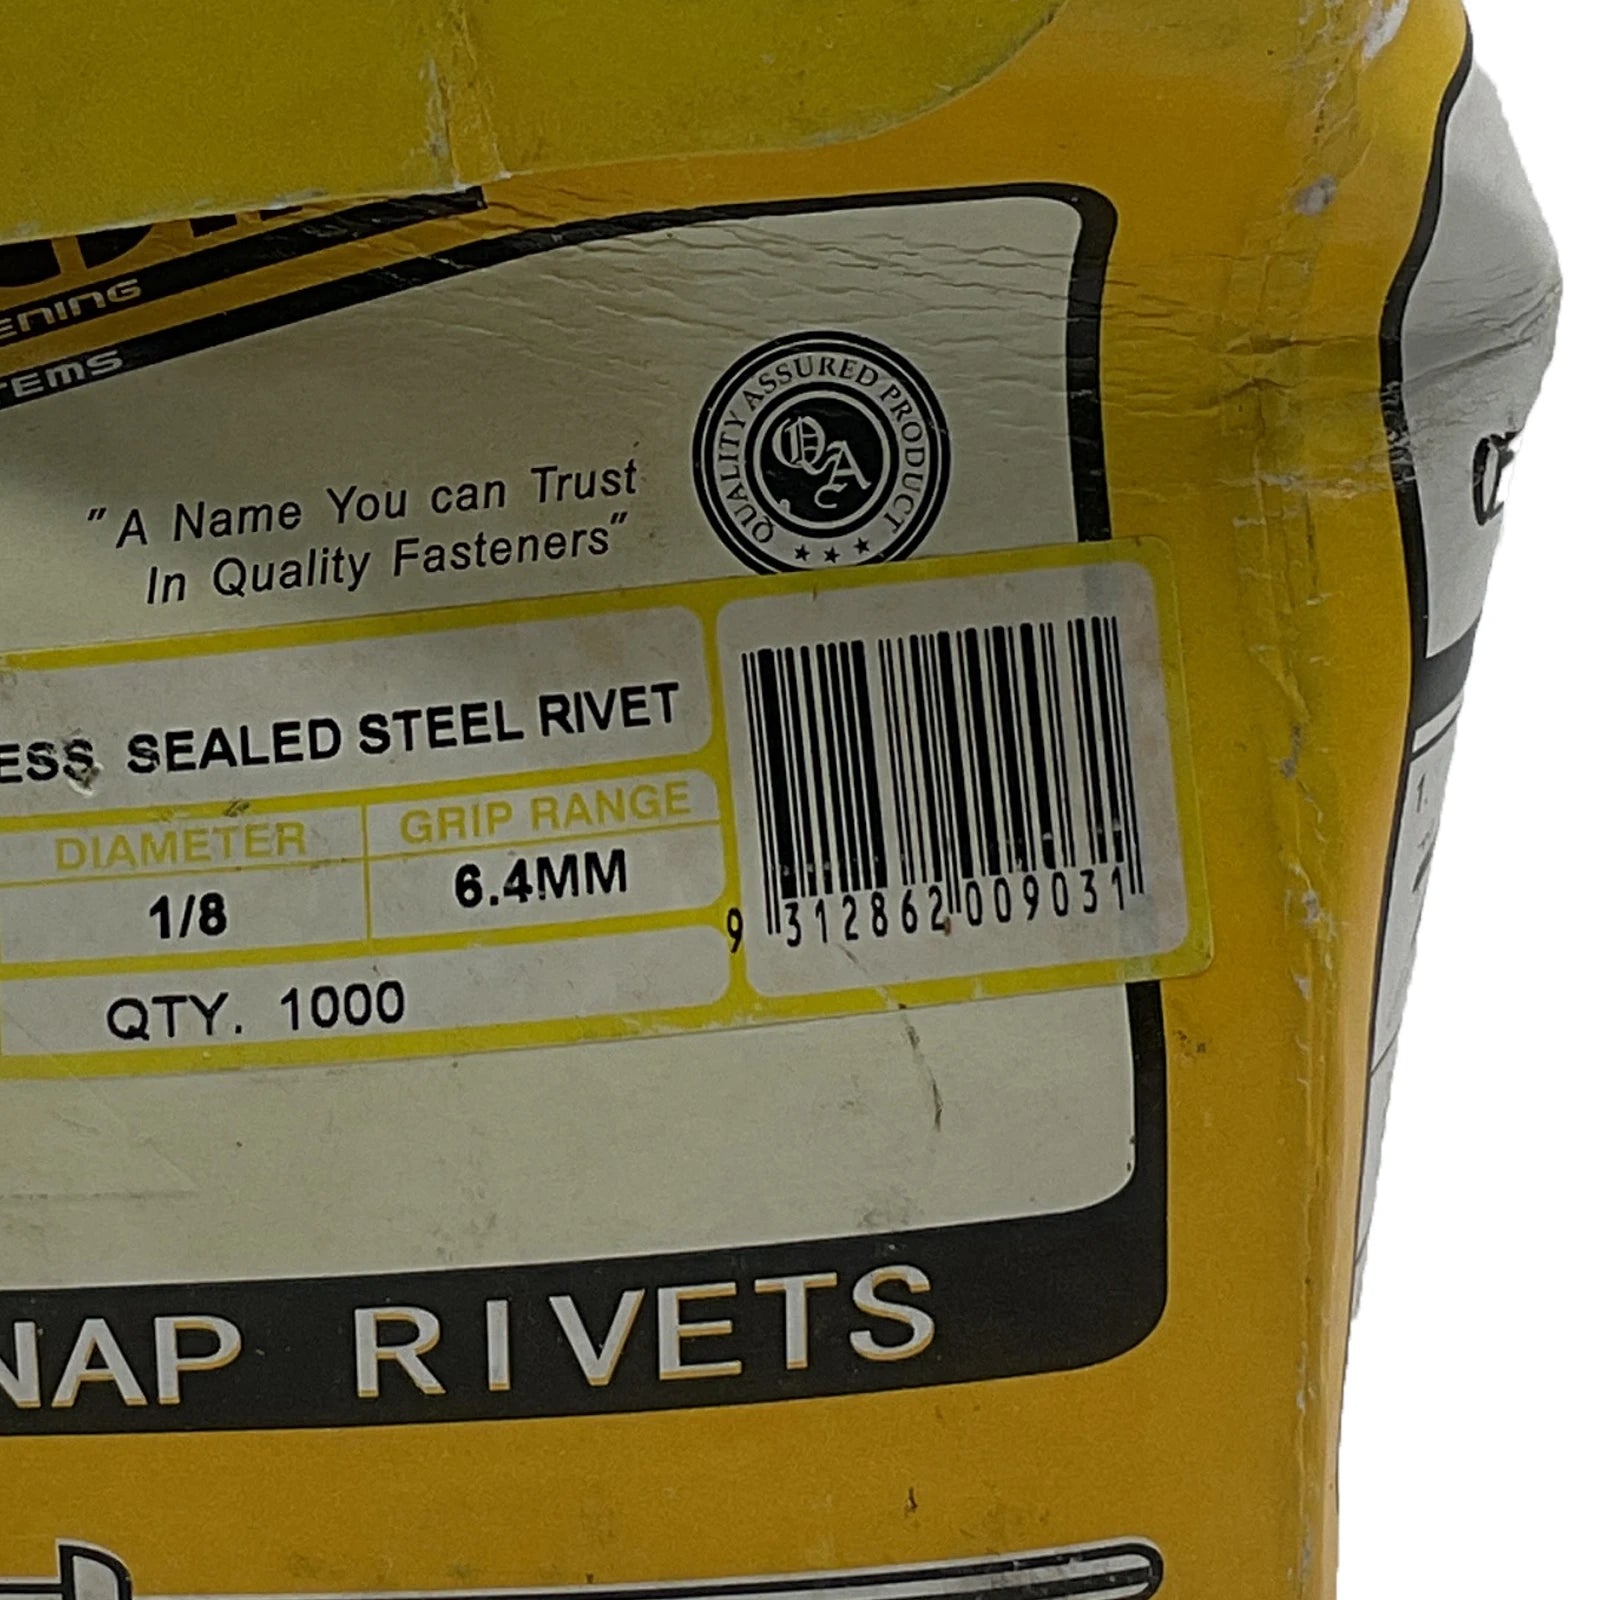 ENING
TEMS
"A Name You can Trust
In Quality Fasteners"
QUALITY ASSURED PRODUCT
QA
ESS SEALED STEEL RIVET
DIAMETER GRIP RANGE
1/8 6.4MM
QTY. 1000
9 312862 009031
NAP RIVETS
1.